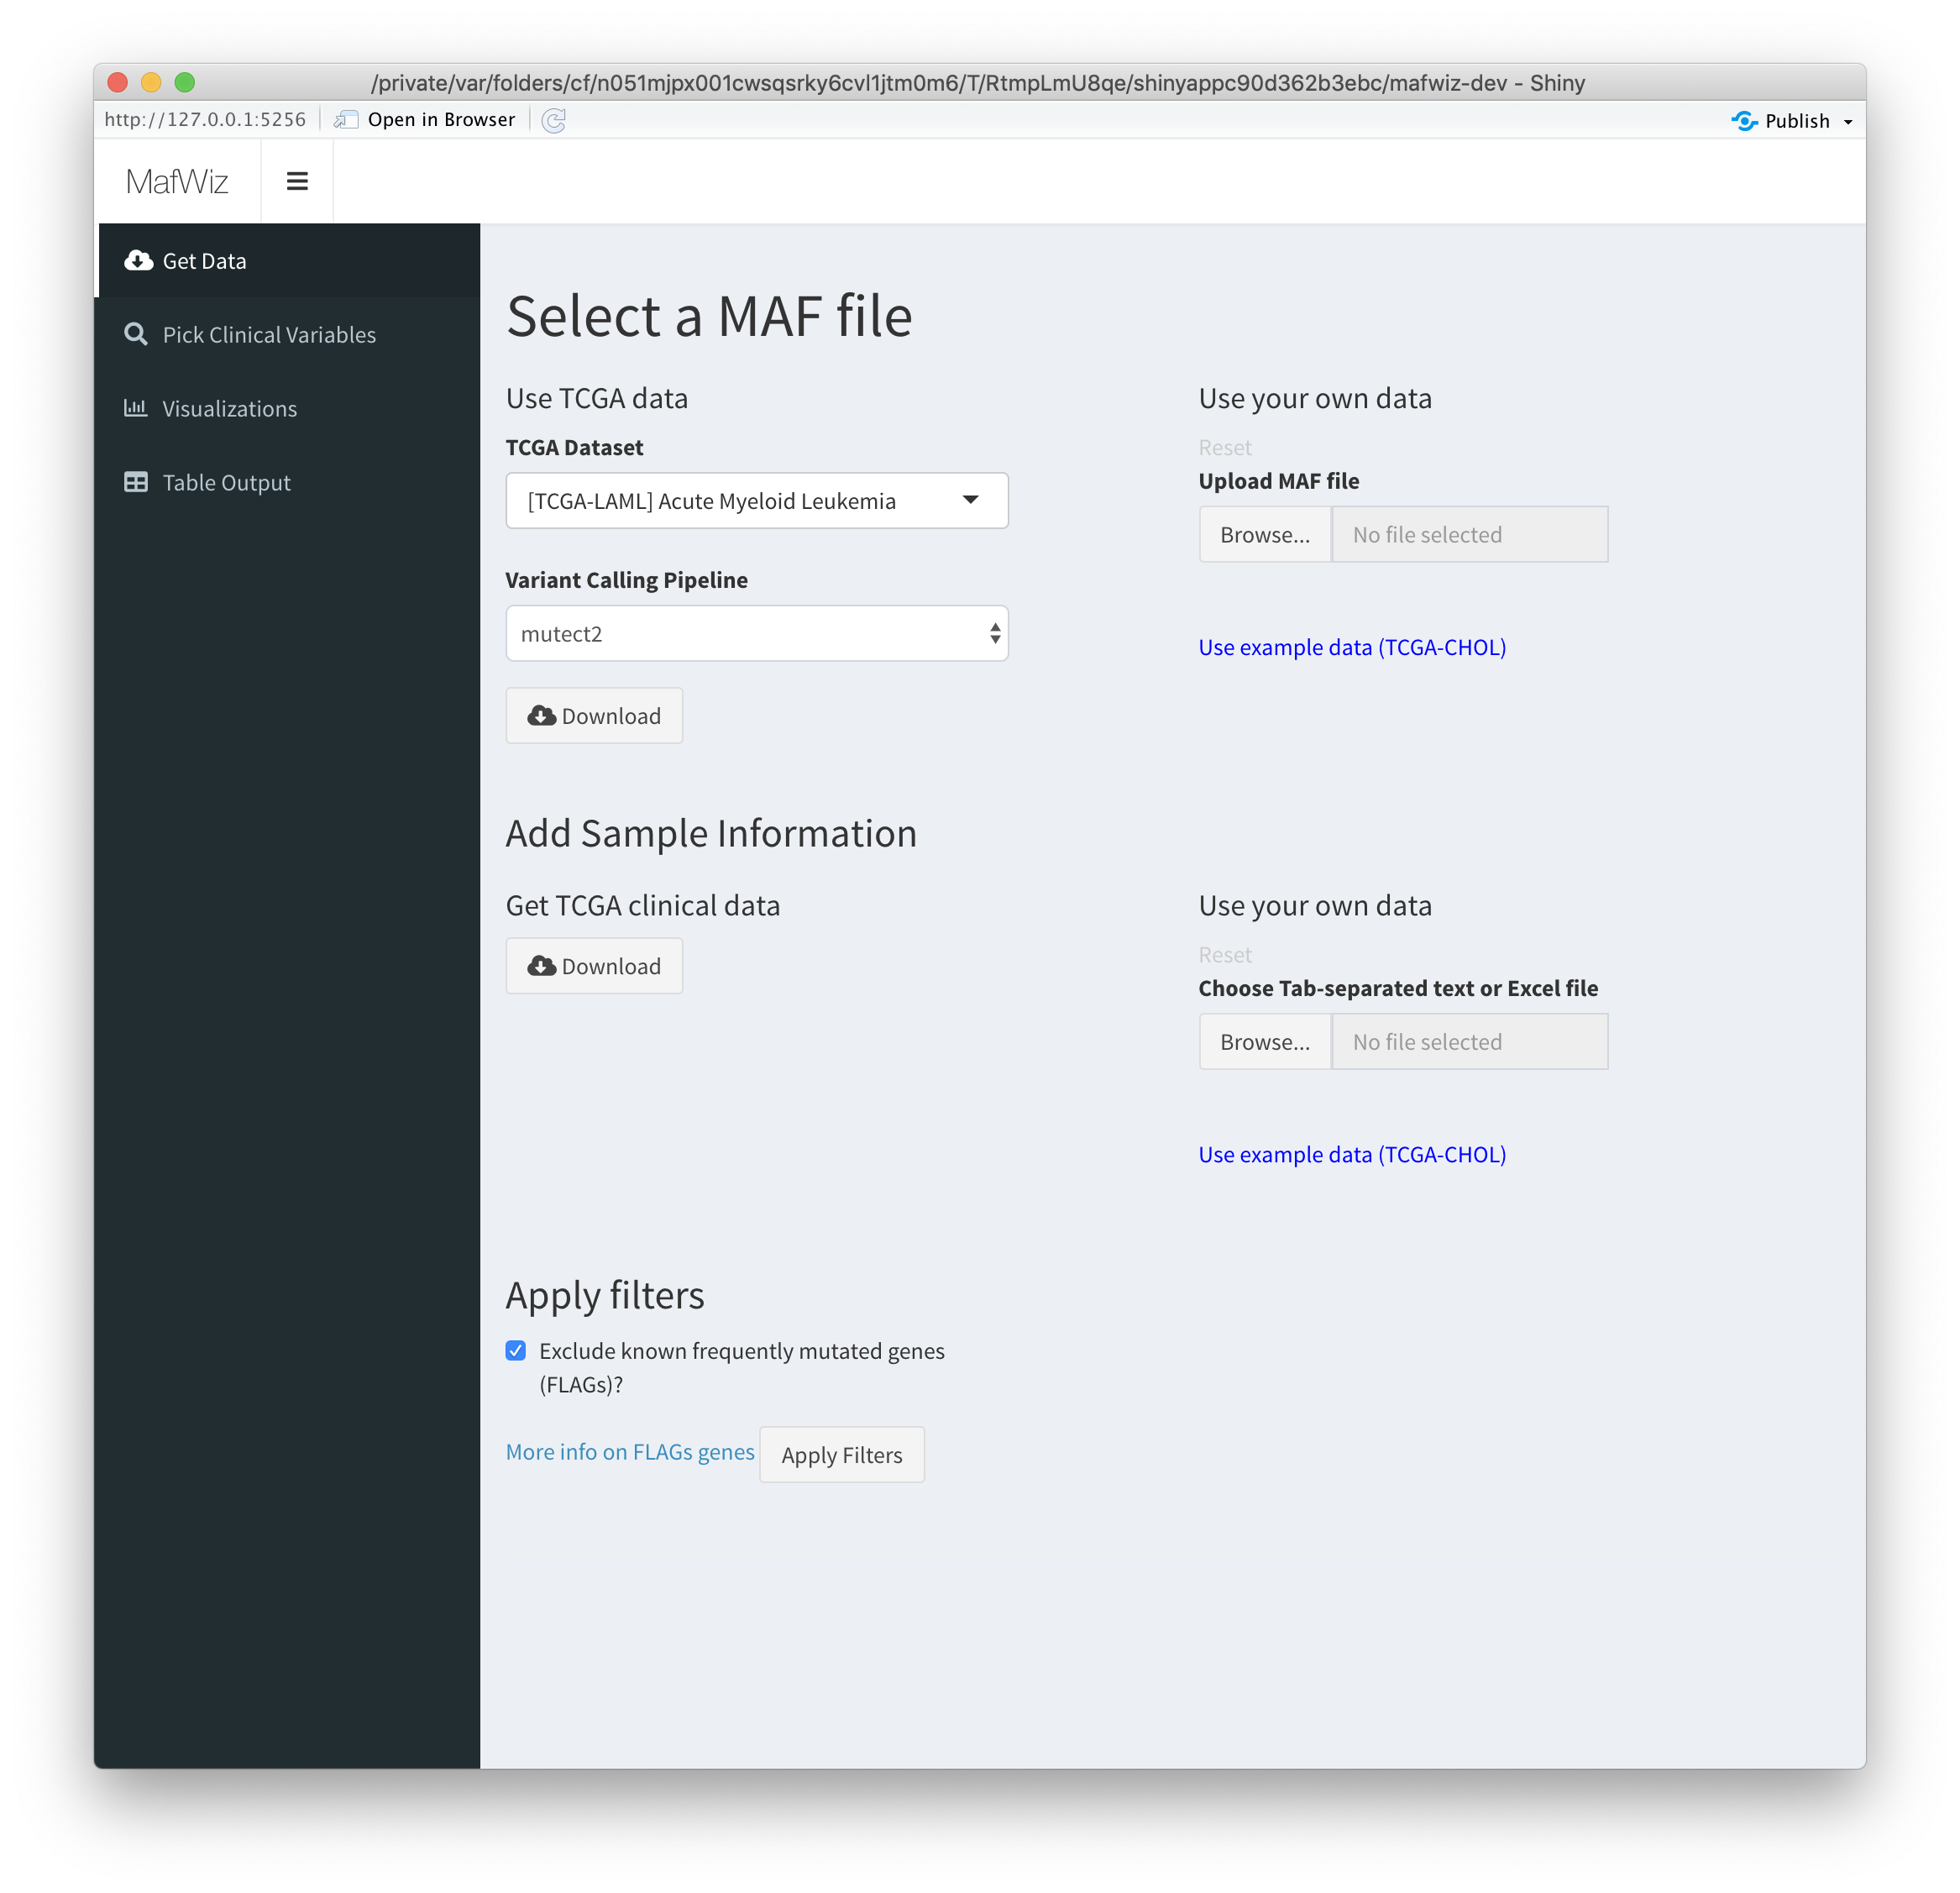 /private/var/folders/cf/n051mjpx001cwsqsrky6cvl1jtm0m6/T/RtmpLmU8qe/shinyappc90d362b3ebc/mafwiz-dev - Shiny
http://127.0.0.1:5256 Open in Browser Publish
MafWiz
Get Data
Pick Clinical Variables
Visualizations
Table Output
Select a MAF file
Use TCGA data
TCGA Dataset
[TCGA-LAML] Acute Myeloid Leukemia
Variant Calling Pipeline
mutect2
Download
Use your own data
Reset
Upload MAF file
Browse... No file selected
Use example data (TCGA-CHOL)
Add Sample Information
Get TCGA clinical data
Download
Use your own data
Reset
Choose Tab-separated text or Excel file
Browse... No file selected
Use example data (TCGA-CHOL)
Apply filters
Exclude known frequently mutated genes
(FLAGs)?
More info on FLAGs genes Apply Filters